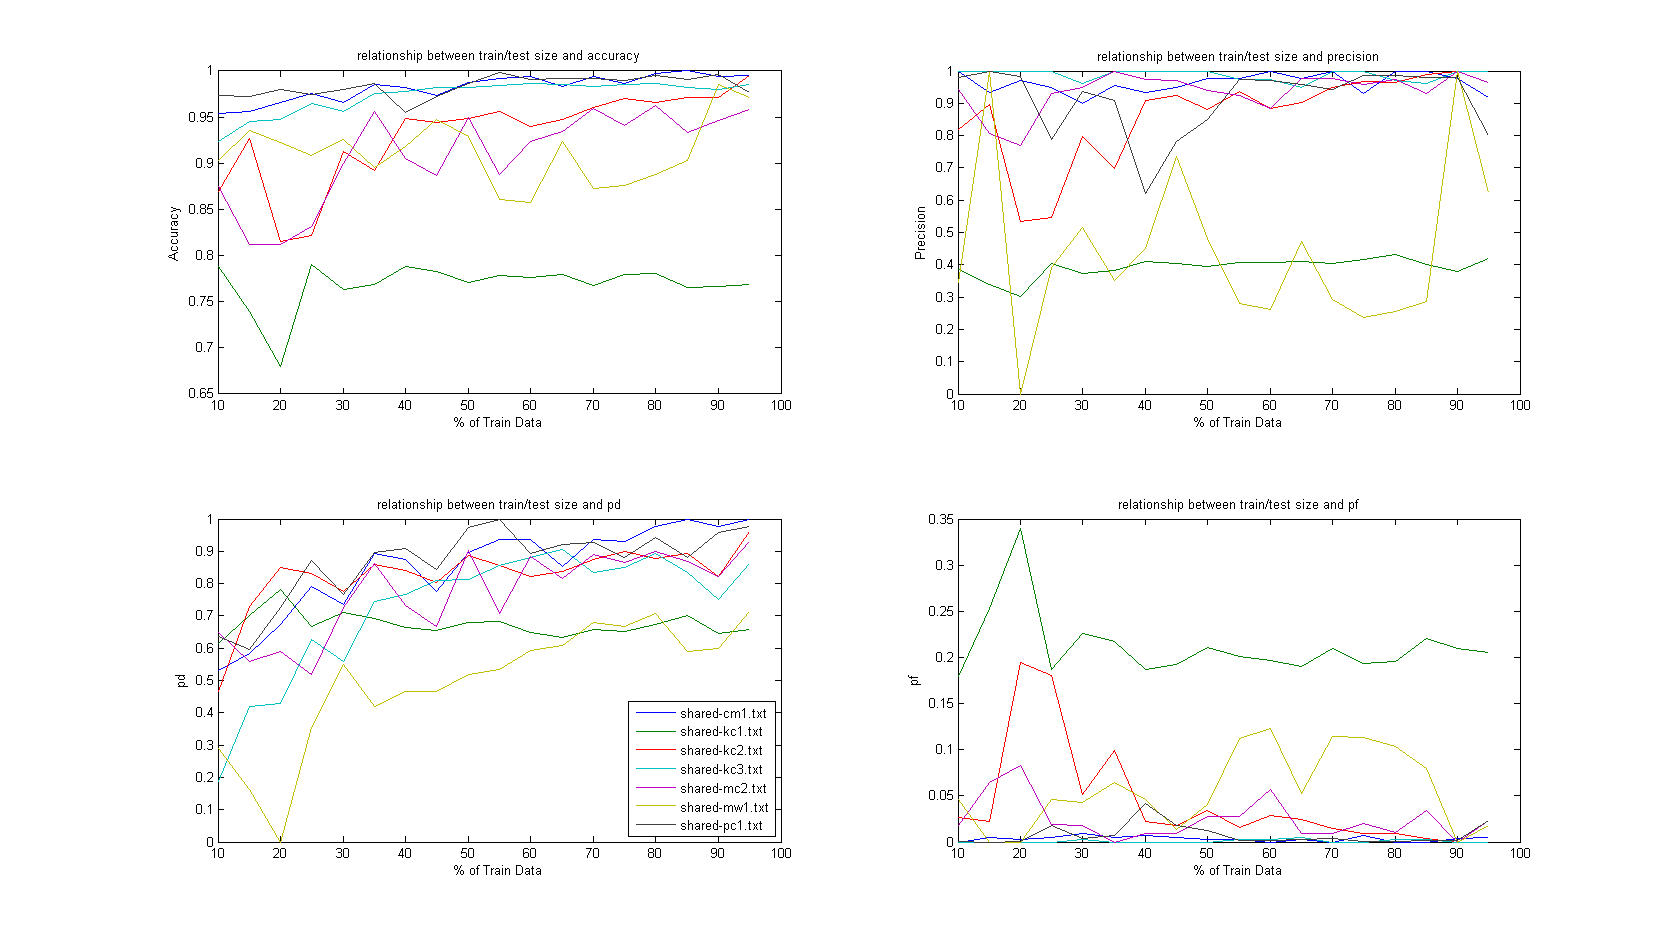 relationship between train/test size and accuracy
1
0.95
0.9
0.85
0.8
0.75
0.7
0.65
Accuracy
10 20 30 40 50 60 70 80 90 100
% of Train Data
relationship between train/test size and precision
1
0.9
0.8
0.7
0.6
0.5
0.4
0.3
0.2
0.1
0
Precision
10 20 30 40 50 60 70 80 90 100
% of Train Data
relationship between train/test size and pd
1
0.9
0.8
0.7
0.6
0.5
0.4
0.3
0.2
0.1
0
pd
shared-cm1.txt
shared-kc1.txt
shared-kc2.txt
shared-kc3.txt
shared-mc2.txt
shared-mw1.txt
shared-pc1.txt
10 20 30 40 50 60 70 80 90 100
% of Train Data
relationship between train/test size and pf
0.35
0.3
0.25
0.2
0.15
0.1
0.05
0
pf
10 20 30 40 50 60 70 80 90 100
% of Train Data